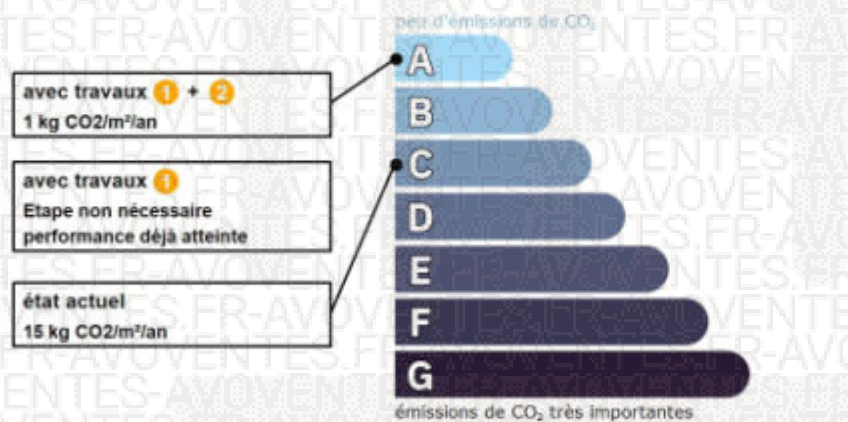 peu d'émissions de CO₂
A
avec travaux 1 + 2
1 kg CO2/m²/an
B
C
avec travaux 1
Etape non nécessaire
performance déjà atteinte
D
E
état actuel
15 kg CO2/m²/an
F
G
émissions de CO₂ très importantes